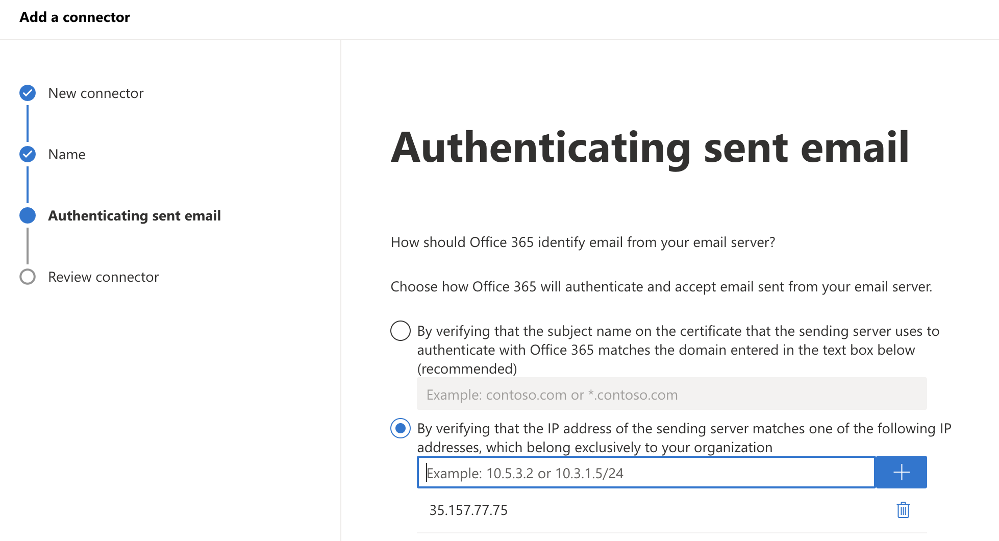 Add a connector
New connector
Name
Authenticating sent email
Review connector
Authenticating sent email
How should Office 365 identify email from your email server?
Choose how Office 365 will authenticate and accept email sent from your email server.
By verifying that the subject name on the certificate that the sending server uses to
authenticate with Office 365 matches the domain entered in the text box below
(recommended)
Example: contoso.com or *.contoso.com
By verifying that the IP address of the sending server matches one of the following IP
addresses, which belong exclusively to your organization
Example: 10.5.3.2 or 10.3.1.5/24
35.157.77.75